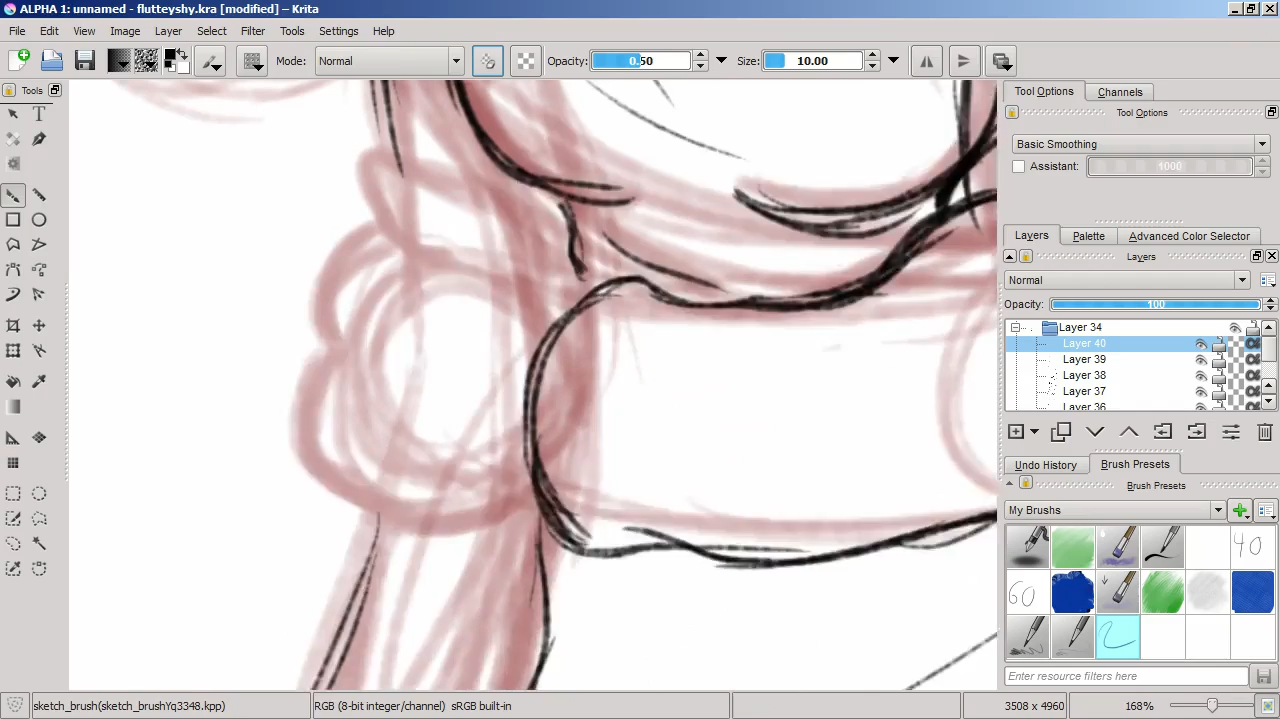 ALPHA 1: unnamed - flutteyshy.kra [modified] – Krita
File Edit View Image Layer Select Filter Tools Settings Help
Mode: Normal Opacity: 0.50 Size: 10.00
Tools
T
Tool Options Channels
Tool Options
Basic Smoothing
Assistant: 1000
Layers Palette Advanced Color Selector
Layers
Normal
Opacity: 100
Layer 34
Layer 40
Layer 39
Layer 38
Layer 37
Layer 36
Undo History Brush Presets
Brush Presets
My Brushes
40
60
Enter resource filters here
sketch_brush(sketch_brushYq3348.kpp) RGB (8-bit integer/channel) sRGB built-in 3508 x 4960 168%